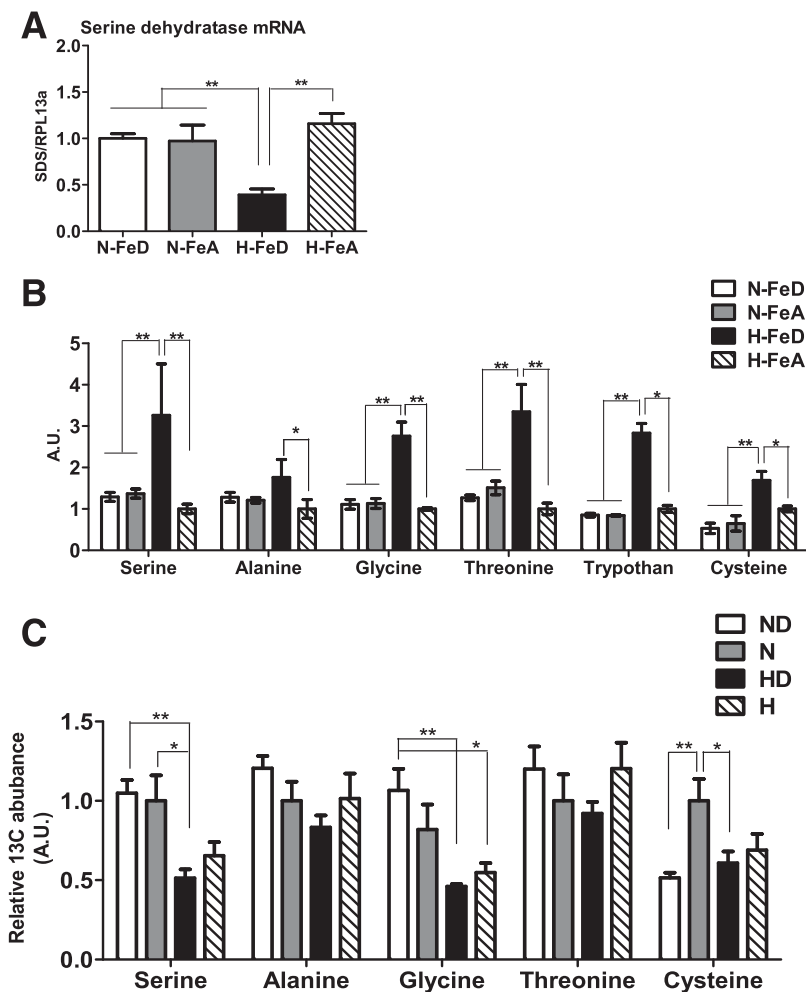 A
Serine dehydratase mRNA
2.0
1.5
1.0
0.5
0.0
SDS/RPL13a
** **
N-FeD N-FeA H-FeD H-FeA
B
N-FeD
N-FeA
H-FeD
H-FeA
5
4
3
2
1
0
A.U.
** ** * ** ** ** ** ** * ** *
Serine Alanine Glycine Threonine Trypothan Cysteine
C
ND
N
HD
H
1.5
1.0
0.5
0.0
Relative 13C abubance
(A.U.)
** * ** * ** *
Serine Alanine Glycine Threonine Cysteine